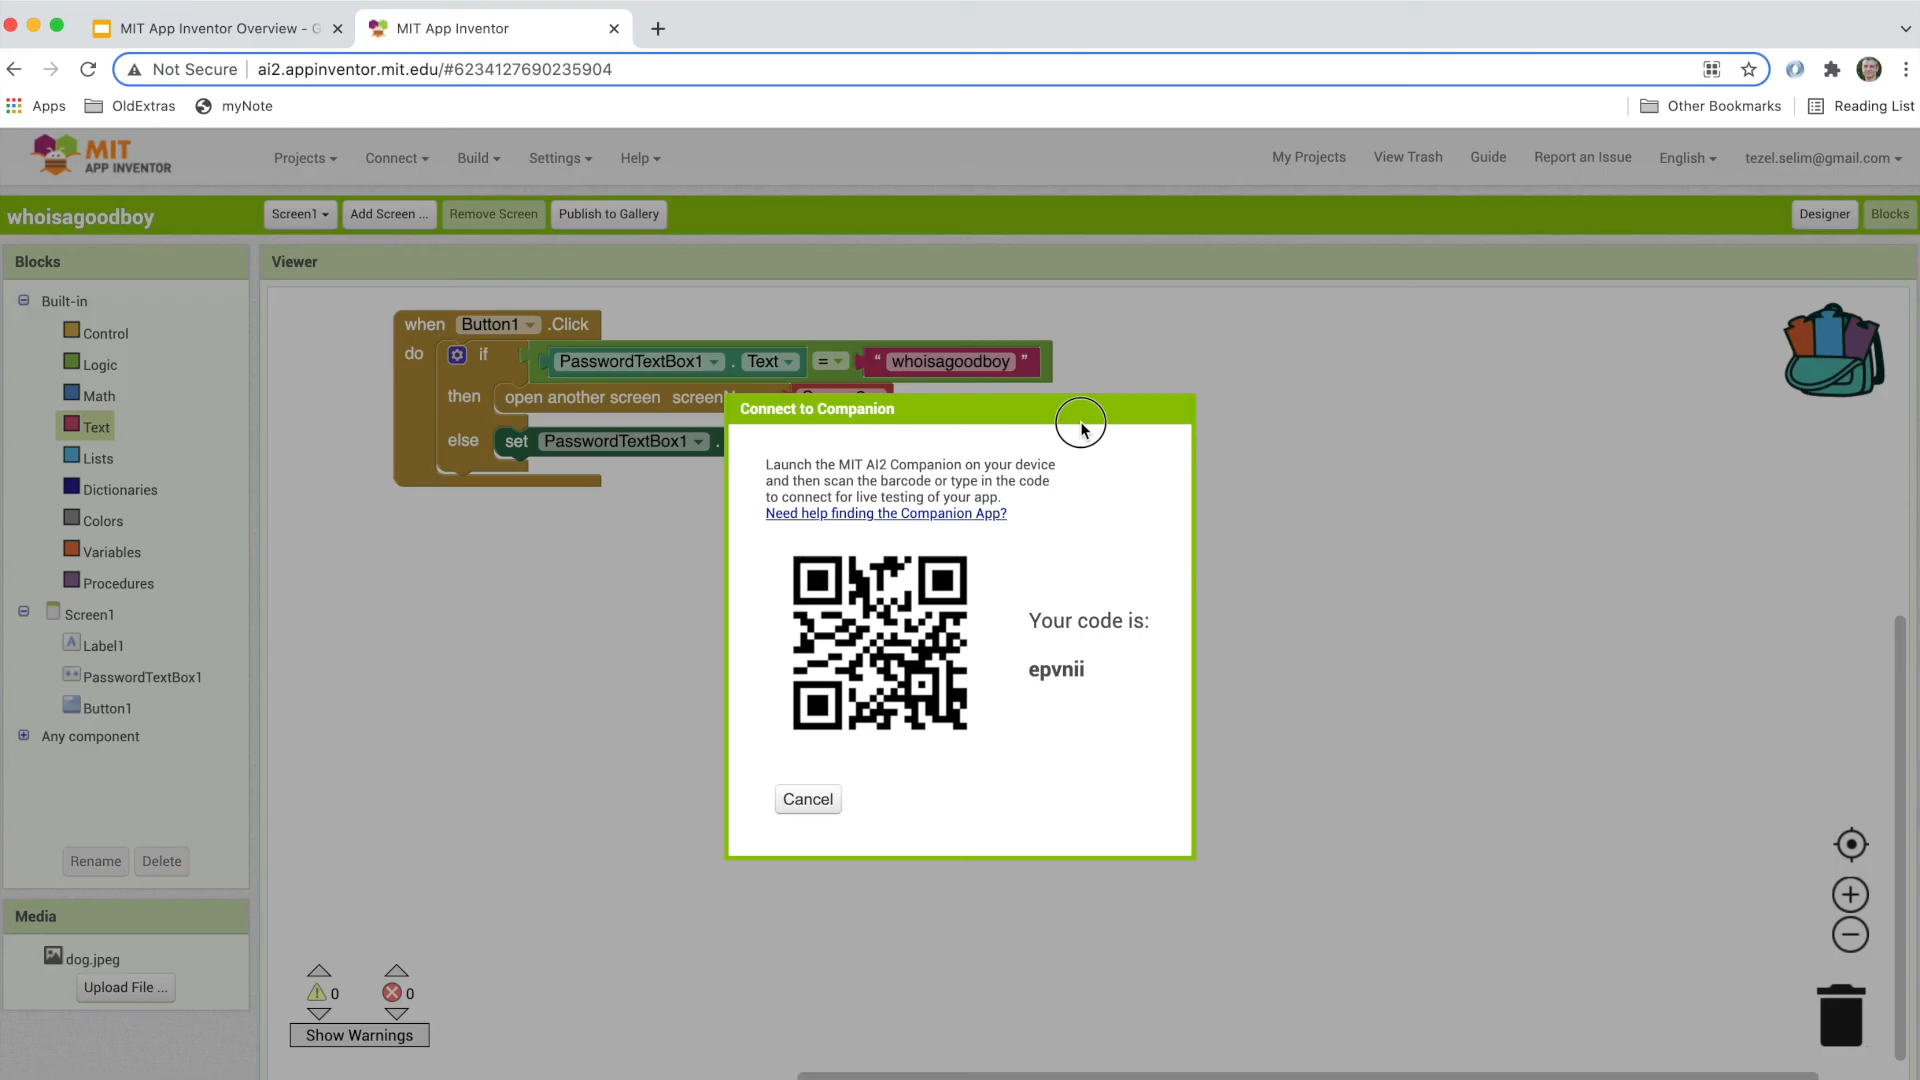 MIT App Inventor Overview - G
MIT App Inventor
Not Secure
ai2.appinventor.mit.edu/#6234127690235904
Apps
OldExtras
myNote
Other Bookmarks
Reading List
MIT
APP INVENTOR
Projects
Connect
Build
Settings
Help
My Projects
View Trash
Guide
Report an Issue
English
tezel.selim@gmail.com
whoisagoodboy
Screen1
Add Screen ...
Remove Screen
Publish to Gallery
Designer
Blocks
Blocks
Viewer
Built-in
Control
Logic
Math
Text
Lists
Dictionaries
Colors
Variables
Procedures
Screen1
Label1
PasswordTextBox1
Button1
Any component
Rename
Delete
Media
dog.jpeg
Upload File ...
when Button1 .Click
do if PasswordTextBox1 . Text = “ whoisagoodboy ”
then open another screen
else set PasswordTextBox1 .
Connect to Companion
Launch the MIT AI2 Companion on your device
and then scan the barcode or type in the code
to connect for live testing of your app.
Need help finding the Companion App?
Your code is:
epvnii
Cancel
0
0
Show Warnings